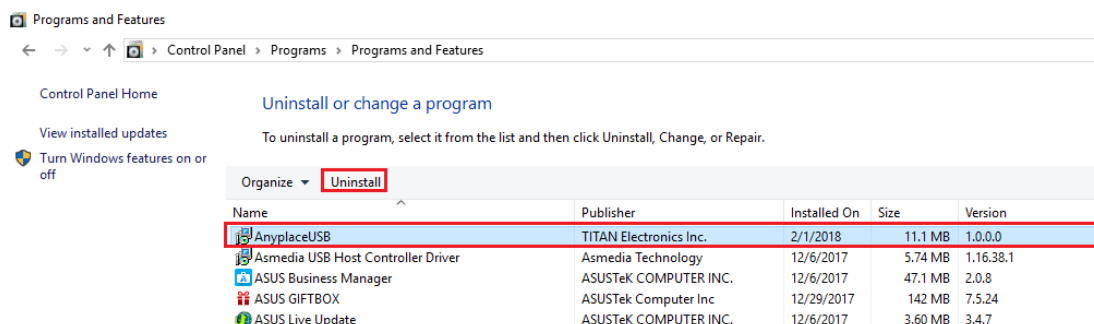 Programs and Features
Control Panel > Programs > Programs and Features
Control Panel Home
View installed updates
Turn Windows features on or
off
Uninstall or change a program
To uninstall a program, select it from the list and then click Uninstall, Change, or Repair.
Organize Uninstall
Name Publisher Installed On Size Version
AnyplaceUSB TITAN Electronics Inc. 2/1/2018 11.1 MB 1.0.0.0
Asmedia USB Host Controller Driver Asmedia Technology 12/6/2017 5.74 MB 1.16.38.1
ASUS Business Manager ASUSTeK COMPUTER INC. 12/6/2017 47.1 MB 2.0.8
ASUS GIFTBOX ASUSTek Computer Inc 12/29/2017 142 MB 7.5.24
ASUS Live Update ASUSTeK COMPUTER INC. 12/6/2017 3.60 MB 3.4.7